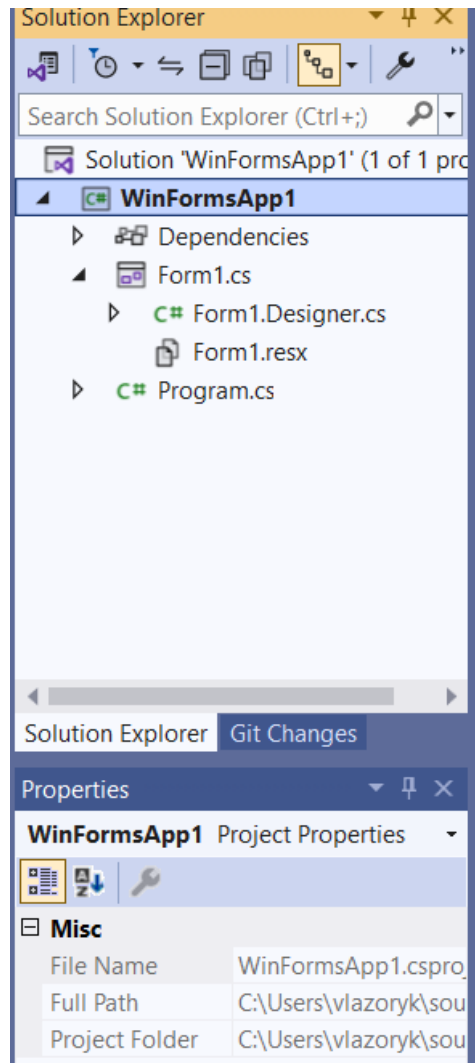 Solution Explorer
Search Solution Explorer (Ctrl+;)
Solution 'WinFormsApp1' (1 of 1 pro
C# WinFormsApp1
Dependencies
Form1.cs
C# Form1.Designer.cs
Form1.resx
C# Program.cs
Solution Explorer Git Changes
Properties
WinFormsApp1 Project Properties
A
Z
Misc
File Name WinFormsApp1.cspro
Full Path C:\Users\vlazoryk\sou
Project Folder C:\Users\vlazoryk\sou